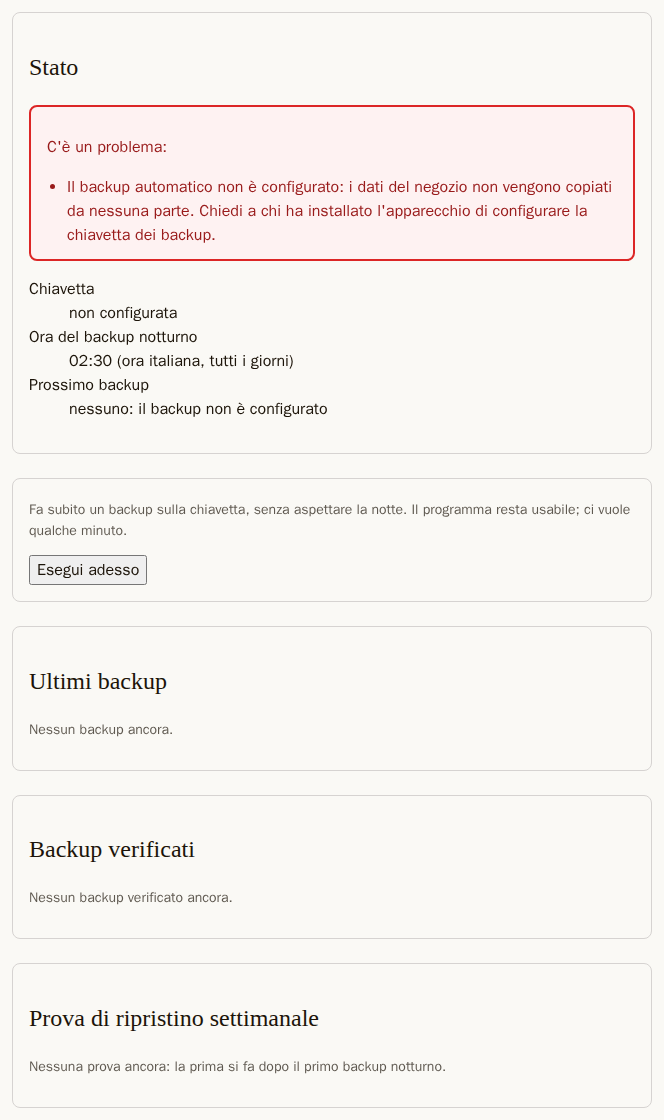 Stato
C'è un problema:
Il backup automatico non è configurato: i dati del negozio non vengono copiati
da nessuna parte. Chiedi a chi ha installato l'apparecchio di configurare la
chiavetta dei backup.
Chiavetta
non configurata
Ora del backup notturno
02:30 (ora italiana, tutti i giorni)
Prossimo backup
nessuno: il backup non è configurato
Fa subito un backup sulla chiavetta, senza aspettare la notte. Il programma resta usabile; ci vuole
qualche minuto.
Esegui adesso
Ultimi backup
Nessun backup ancora.
Backup verificati
Nessun backup verificato ancora.
Prova di ripristino settimanale
Nessuna prova ancora: la prima si fa dopo il primo backup notturno.